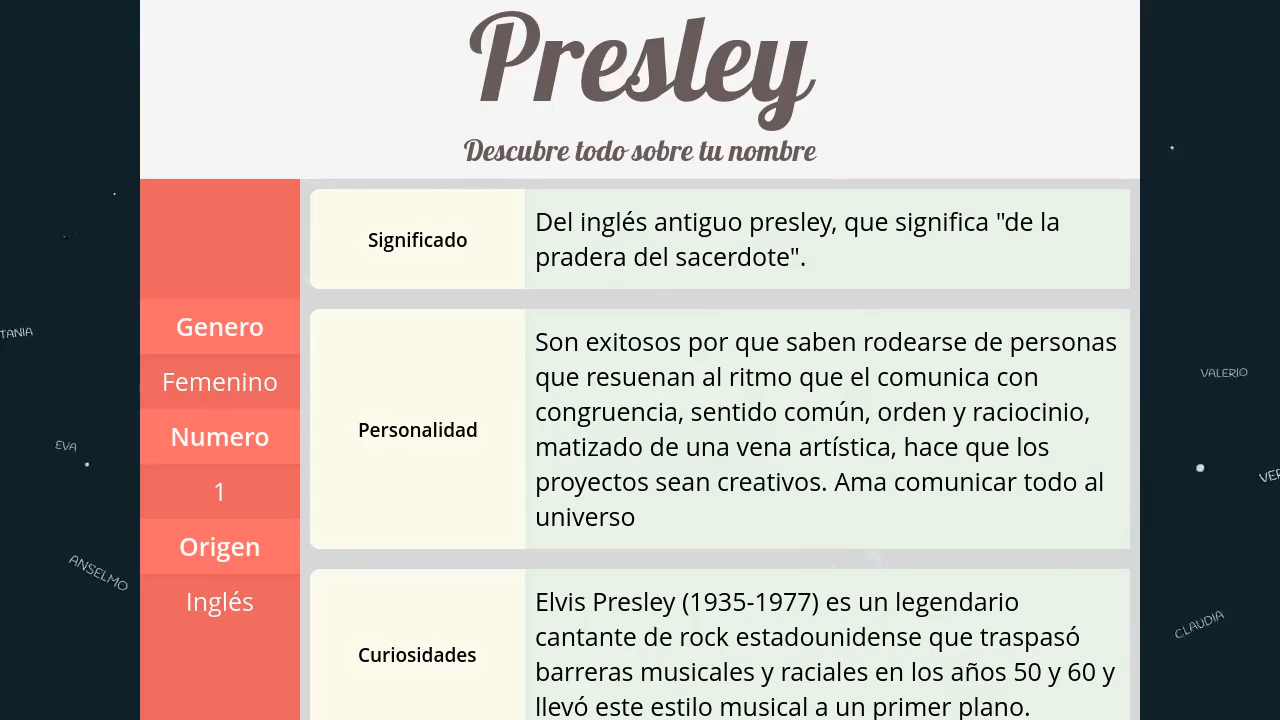 Presley
Descubre todo sobre tu nombre
Genero
Femenino
Numero
1
Origen
Inglés
Significado
Del inglés antiguo presley, que significa "de la
pradera del sacerdote".
Personalidad
Son exitosos por que saben rodearse de personas
que resuenan al ritmo que el comunica con
congruencia, sentido común, orden y raciocinio,
matizado de una vena artística, hace que los
proyectos sean creativos. Ama comunicar todo al
universo
Curiosidades
Elvis Presley (1935-1977) es un legendario
cantante de rock estadounidense que traspasó
barreras musicales y raciales en los años 50 y 60 y
llevó este estilo musical a un primer plano.
TANIA
EVA
ANSELMO
VALERIO
VER
CLAUDIA